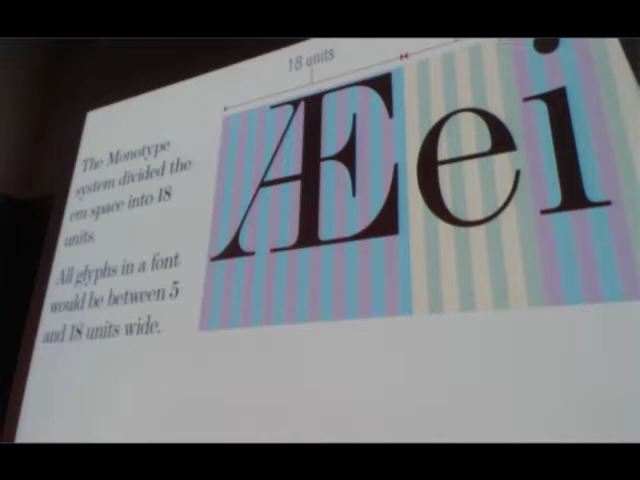 18 units
Æei
The Monotype
system divided the
em space into 18
units.
All glyphs in a font
would be between 5
and 18 units wide.